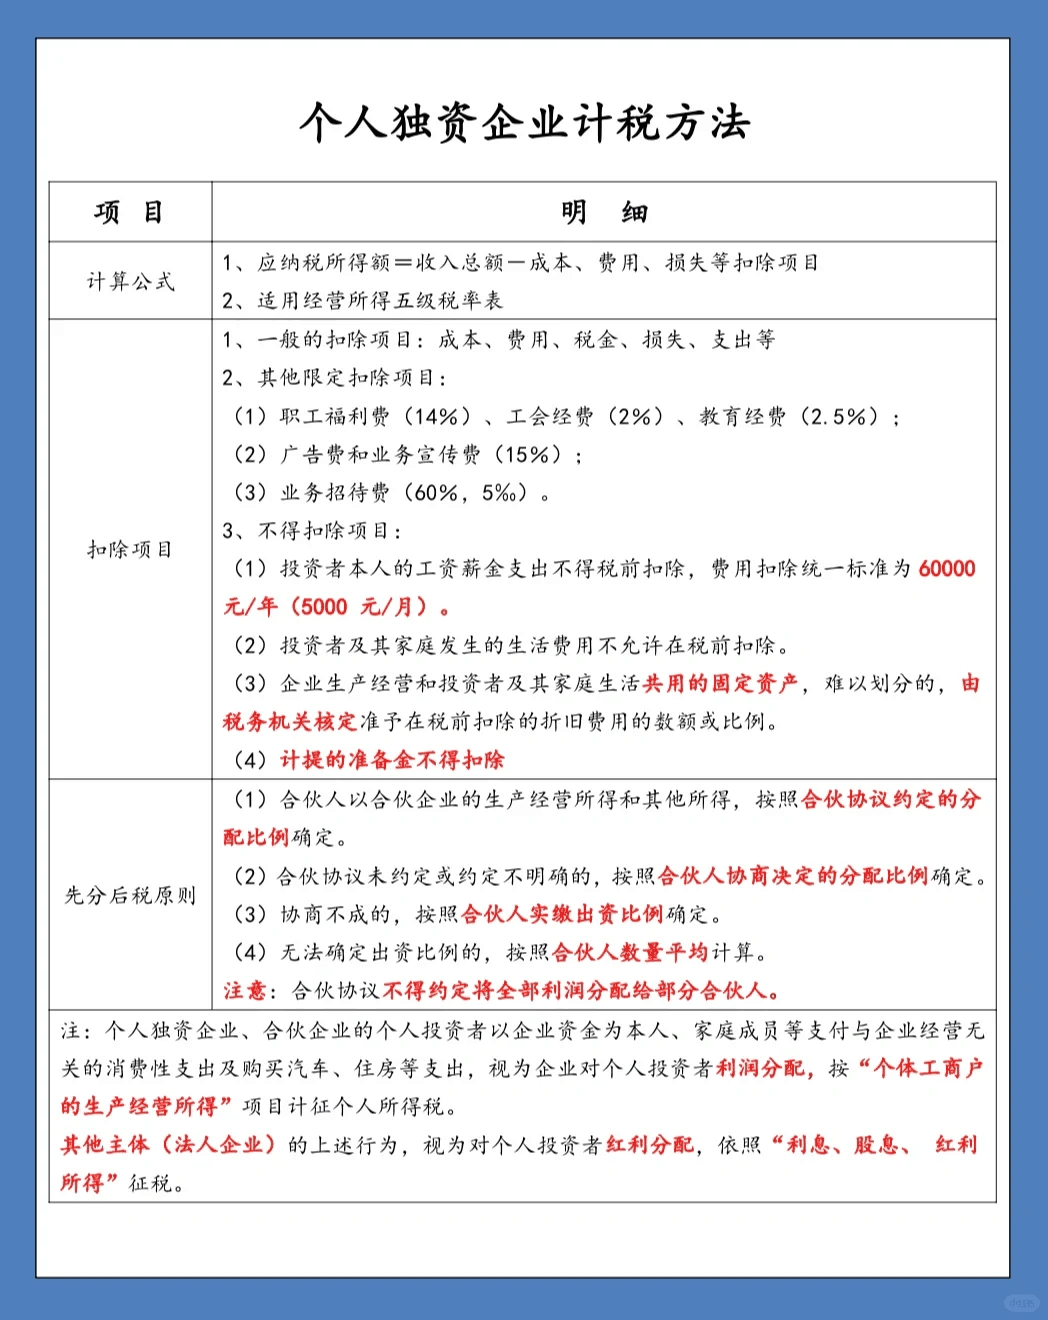 个人独资企业计税方法
项 目
明 细
计算公式
1、应纳税所得额＝收入总额－成本、费用、损失等扣除项目
2、适用经营所得五级税率表
扣除项目
1、一般的扣除项目：成本、费用、税金、损失、支出等
2、其他限定扣除项目：
（1）职工福利费（14%）、工会经费（2%）、教育经费（2.5%）；
（2）广告费和业务宣传费（15%）；
（3）业务招待费（60%，5‰）。
3、不得扣除项目：
（1）投资者本人的工资薪金支出不得税前扣除，费用扣除统一标准为 60000
元/年（5000 元/月）。
（2）投资者及其家庭发生的生活费用不允许在税前扣除。
（3）企业生产经营和投资者及其家庭生活共用的固定资产，难以划分的，由
税务机关核定准予在税前扣除的折旧费用的数额或比例。
（4）计提的准备金不得扣除
先分后税原则
（1）合伙人以合伙企业的生产经营所得和其他所得，按照合伙协议约定的分
配比例确定。
（2）合伙协议未约定或约定不明确的，按照合伙人协商决定的分配比例确定。
（3）协商不成的，按照合伙人实缴出资比例确定。
（4）无法确定出资比例的，按照合伙人数量平均计算。
注意：合伙协议不得约定将全部利润分配给部分合伙人。
注：个人独资企业、合伙企业的个人投资者以企业资金为本人、家庭成员等支付与企业经营无
关的消费性支出及购买汽车、住房等支出，视为企业对个人投资者利润分配，按“个体工商户
的生产经营所得”项目计征个人所得税。
其他主体（法人企业）的上述行为，视为对个人投资者红利分配，依照“利息、股息、 红利
所得”征税。